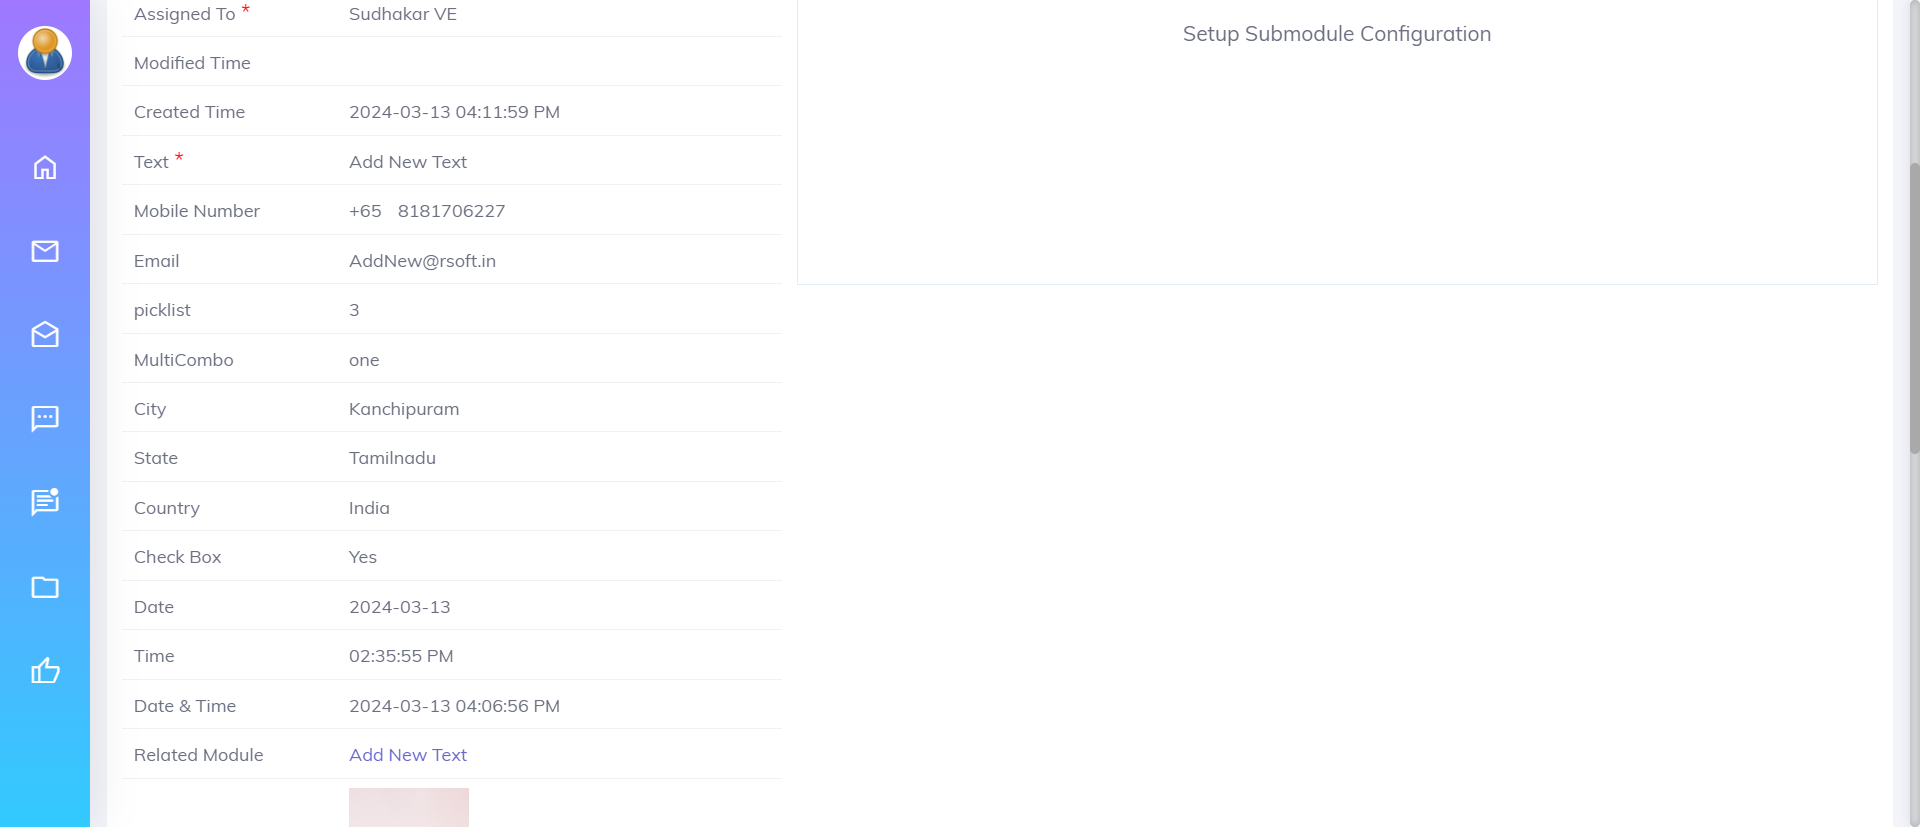 Assigned To * Sudhakar VE
Modified Time
Created Time 2024-03-13 04:11:59 PM
Text * Add New Text
Mobile Number +65 8181706227
Email AddNew@rsoft.in
picklist 3
MultiCombo one
City Kanchipuram
State Tamilnadu
Country India
Check Box Yes
Date 2024-03-13
Time 02:35:55 PM
Date & Time 2024-03-13 04:06:56 PM
Related Module Add New Text
Setup Submodule Configuration